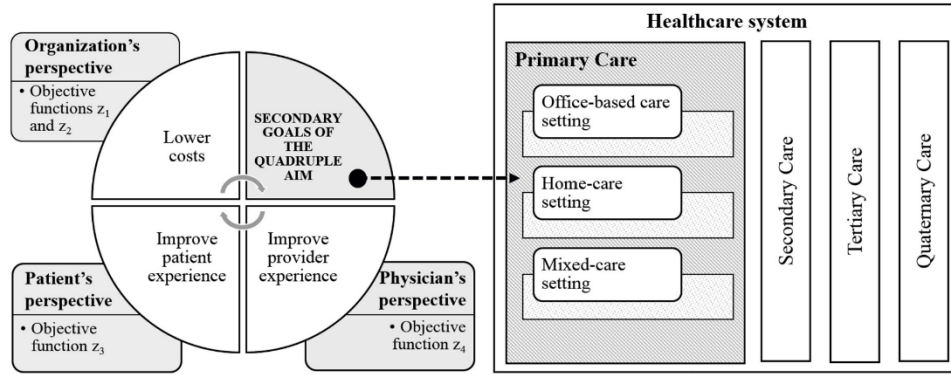 Organization's
perspective
• Objective
functions z1
and z2
Lower
costs
SECONDARY
GOALS OF
THE
QUADRUPLE
AIM
Improve
patient
experience
Improve
provider
experience
Patient's
perspective
• Objective
function z3
Physician's
perspective
• Objective
function z4
Healthcare system
Primary Care
Office-based care
setting
Home-care
setting
Mixed-care
setting
Secondary Care
Tertiary Care
Quaternary Care